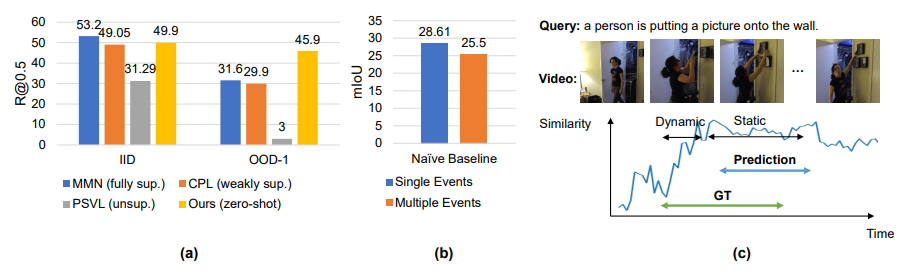 53.2
49.05
49.9
31.29
31.6
29.9
3
45.9
R@0.5
60
50
40
30
20
10
0
IID
OOD-1
MMN (fully sup.)
CPL (weakly sup.)
PSVL (unsup.)
Ours (zero-shot)
(a)
28.61
25.5
mIoU
35
30
25
20
15
10
5
0
Naïve Baseline
Single Events
Multiple Events
(b)
Query: a person is putting a picture onto the wall.
Video:
...
Similarity
Dynamic
Static
Prediction
GT
Time
(c)